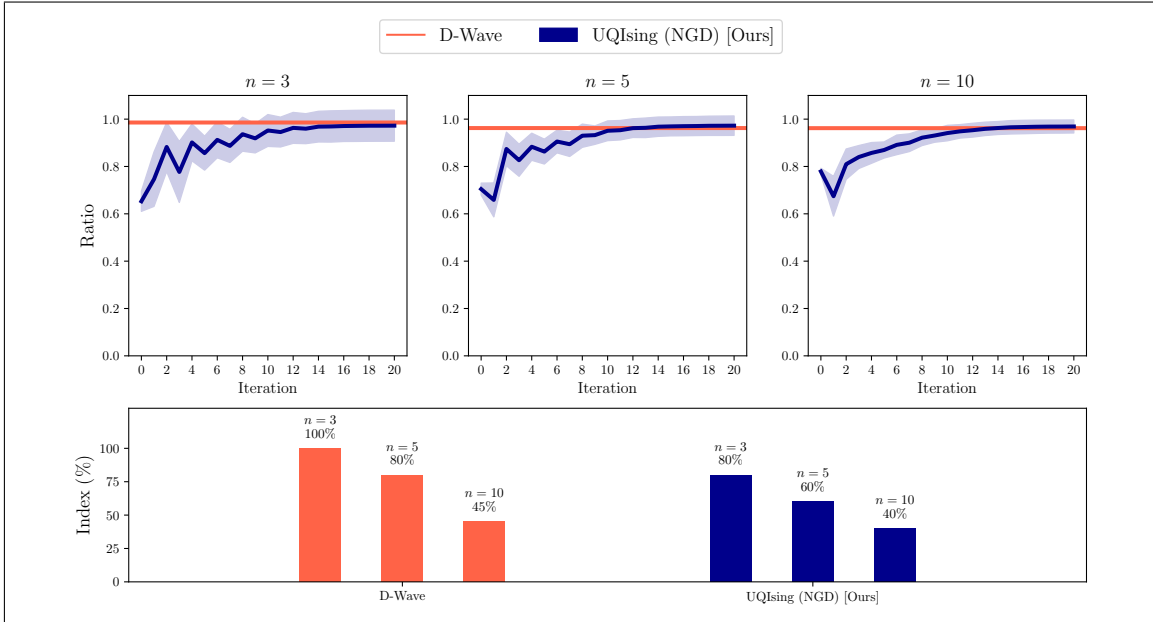 D-Wave UQIsing (NGD) [Ours]
n = 3 n = 5 n = 10
Ratio
1.0 1.0 1.0
0.8 0.8 0.8
0.6 0.6 0.6
0.4 0.4 0.4
0.2 0.2 0.2
0.0 0.0 0.0
0 2 4 6 8 10 12 14 16 18 20 0 2 4 6 8 10 12 14 16 18 20 0 2 4 6 8 10 12 14 16 18 20
Iteration Iteration Iteration
Index (%)
100
75
50
25
0
n = 3
100%
n = 5
80%
n = 10
45%
n = 3
80%
n = 5
60%
n = 10
40%
D-Wave UQIsing (NGD) [Ours]